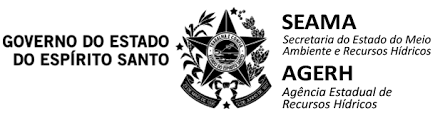 GOVERNO DO ESTADO
DO ESPÍRITO SANTO
SEAMA
Secretaria do Estado do Meio
Ambiente e Recursos Hídricos
AGERH
Agência Estadual de
Recursos Hídricos